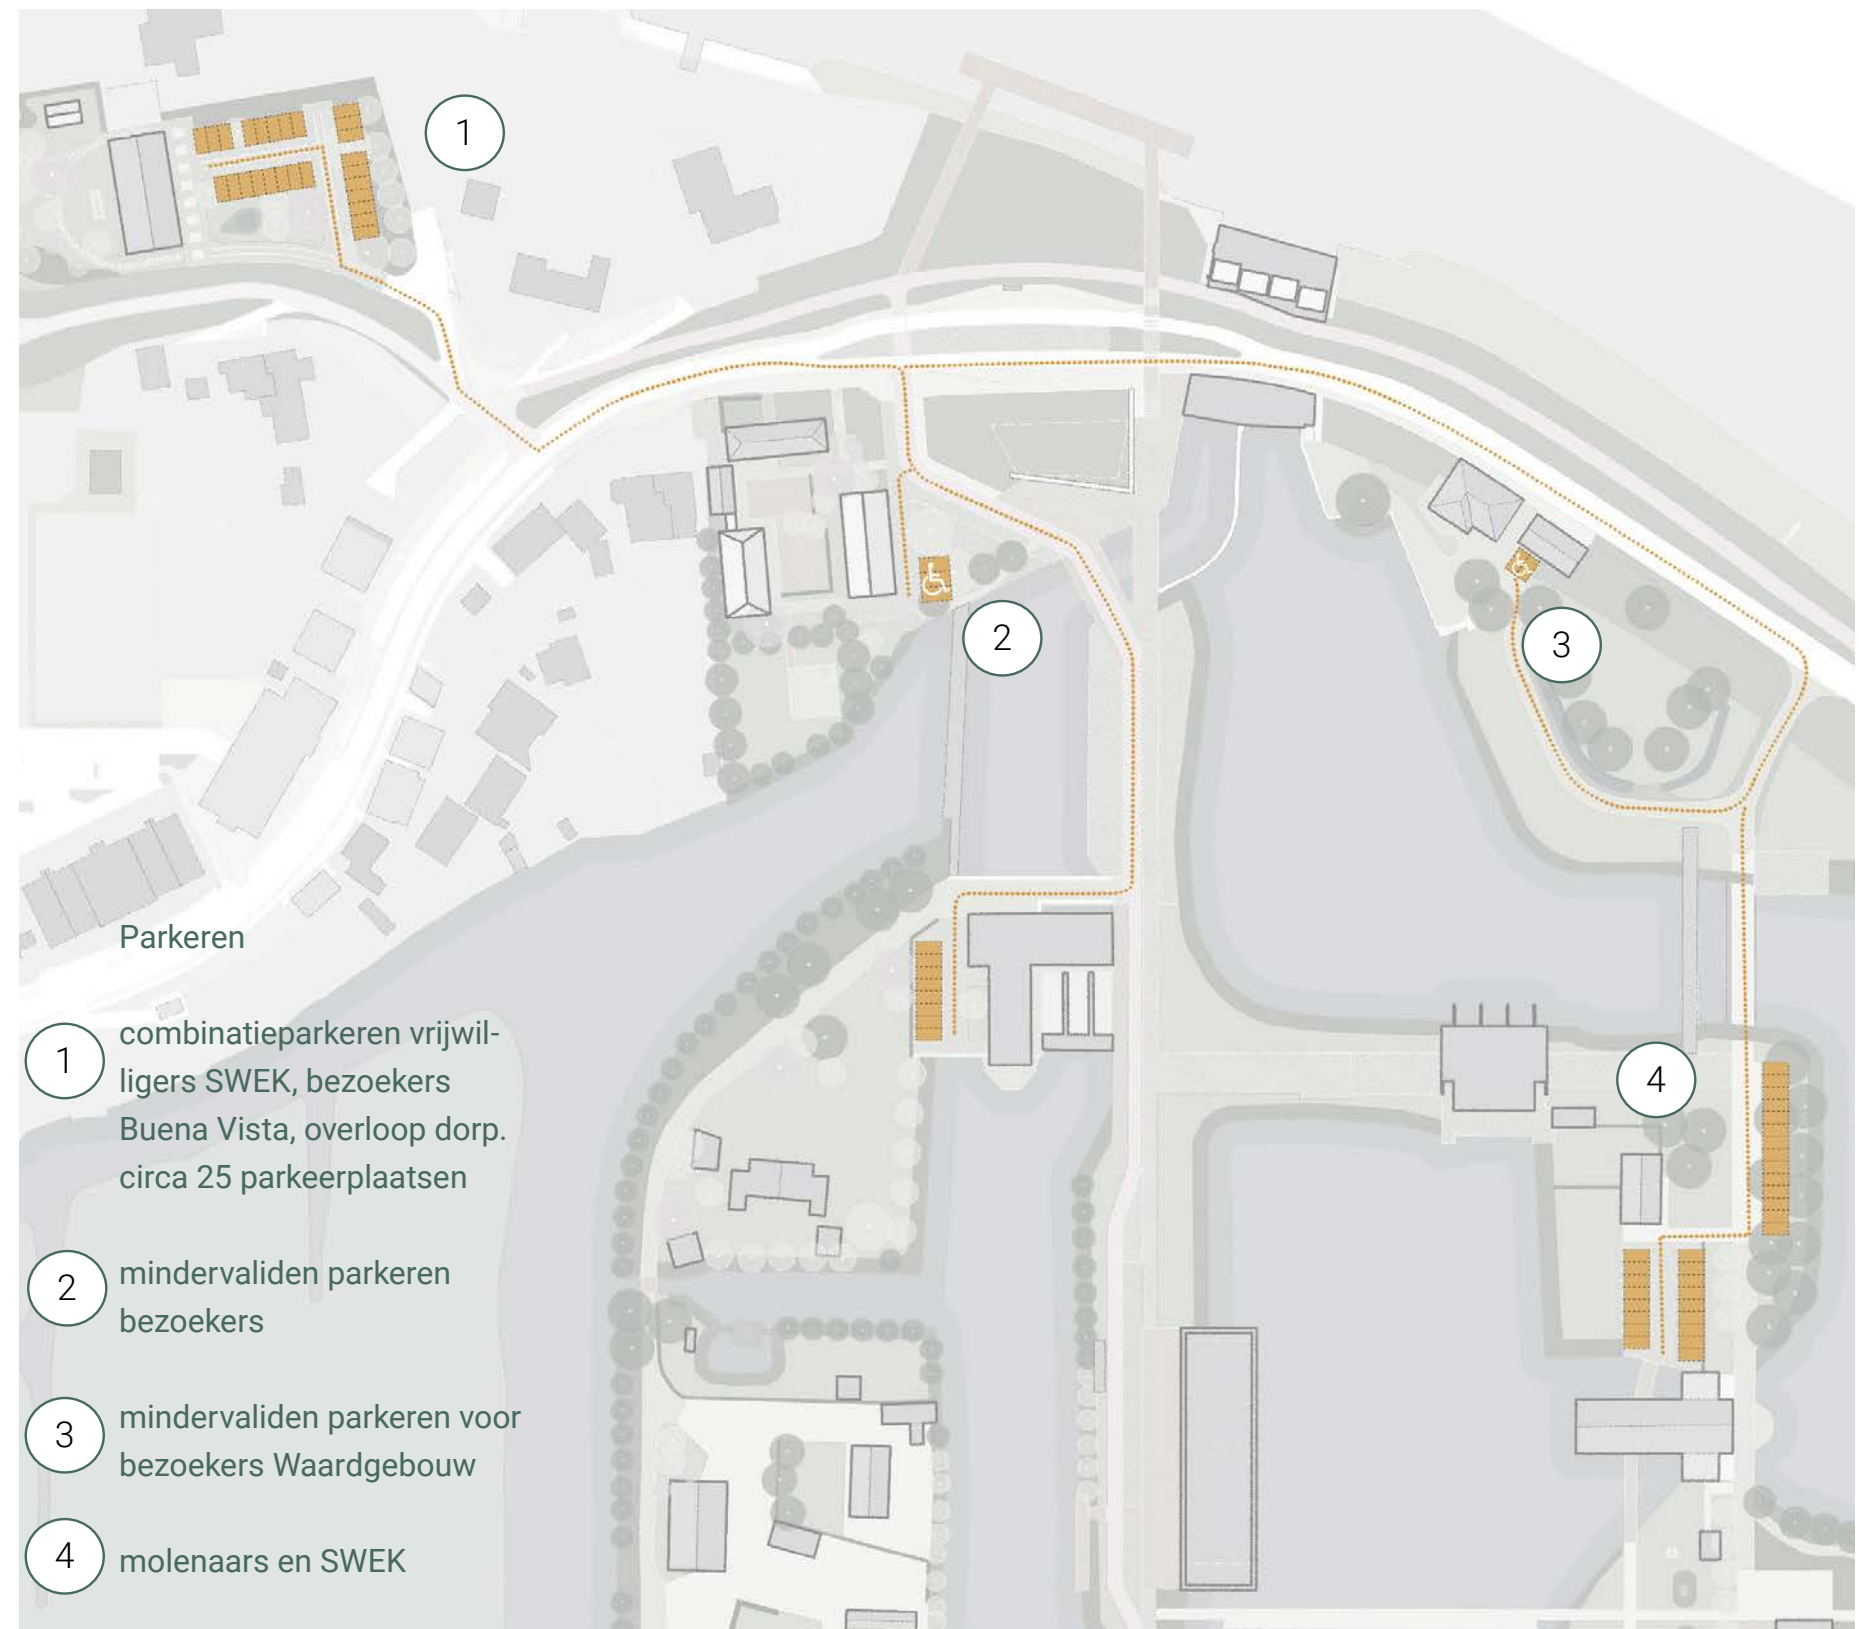 1
2
3
4
Parkeren
1
combinatieparkeren vrijwil-
ligers SWEK, bezoekers
Buena Vista, overloop dorp.
circa 25 parkeerplaatsen
2
mindervaliden parkeren
bezoekers
3
mindervaliden parkeren voor
bezoekers Waardgebouw
4
molenaars en SWEK